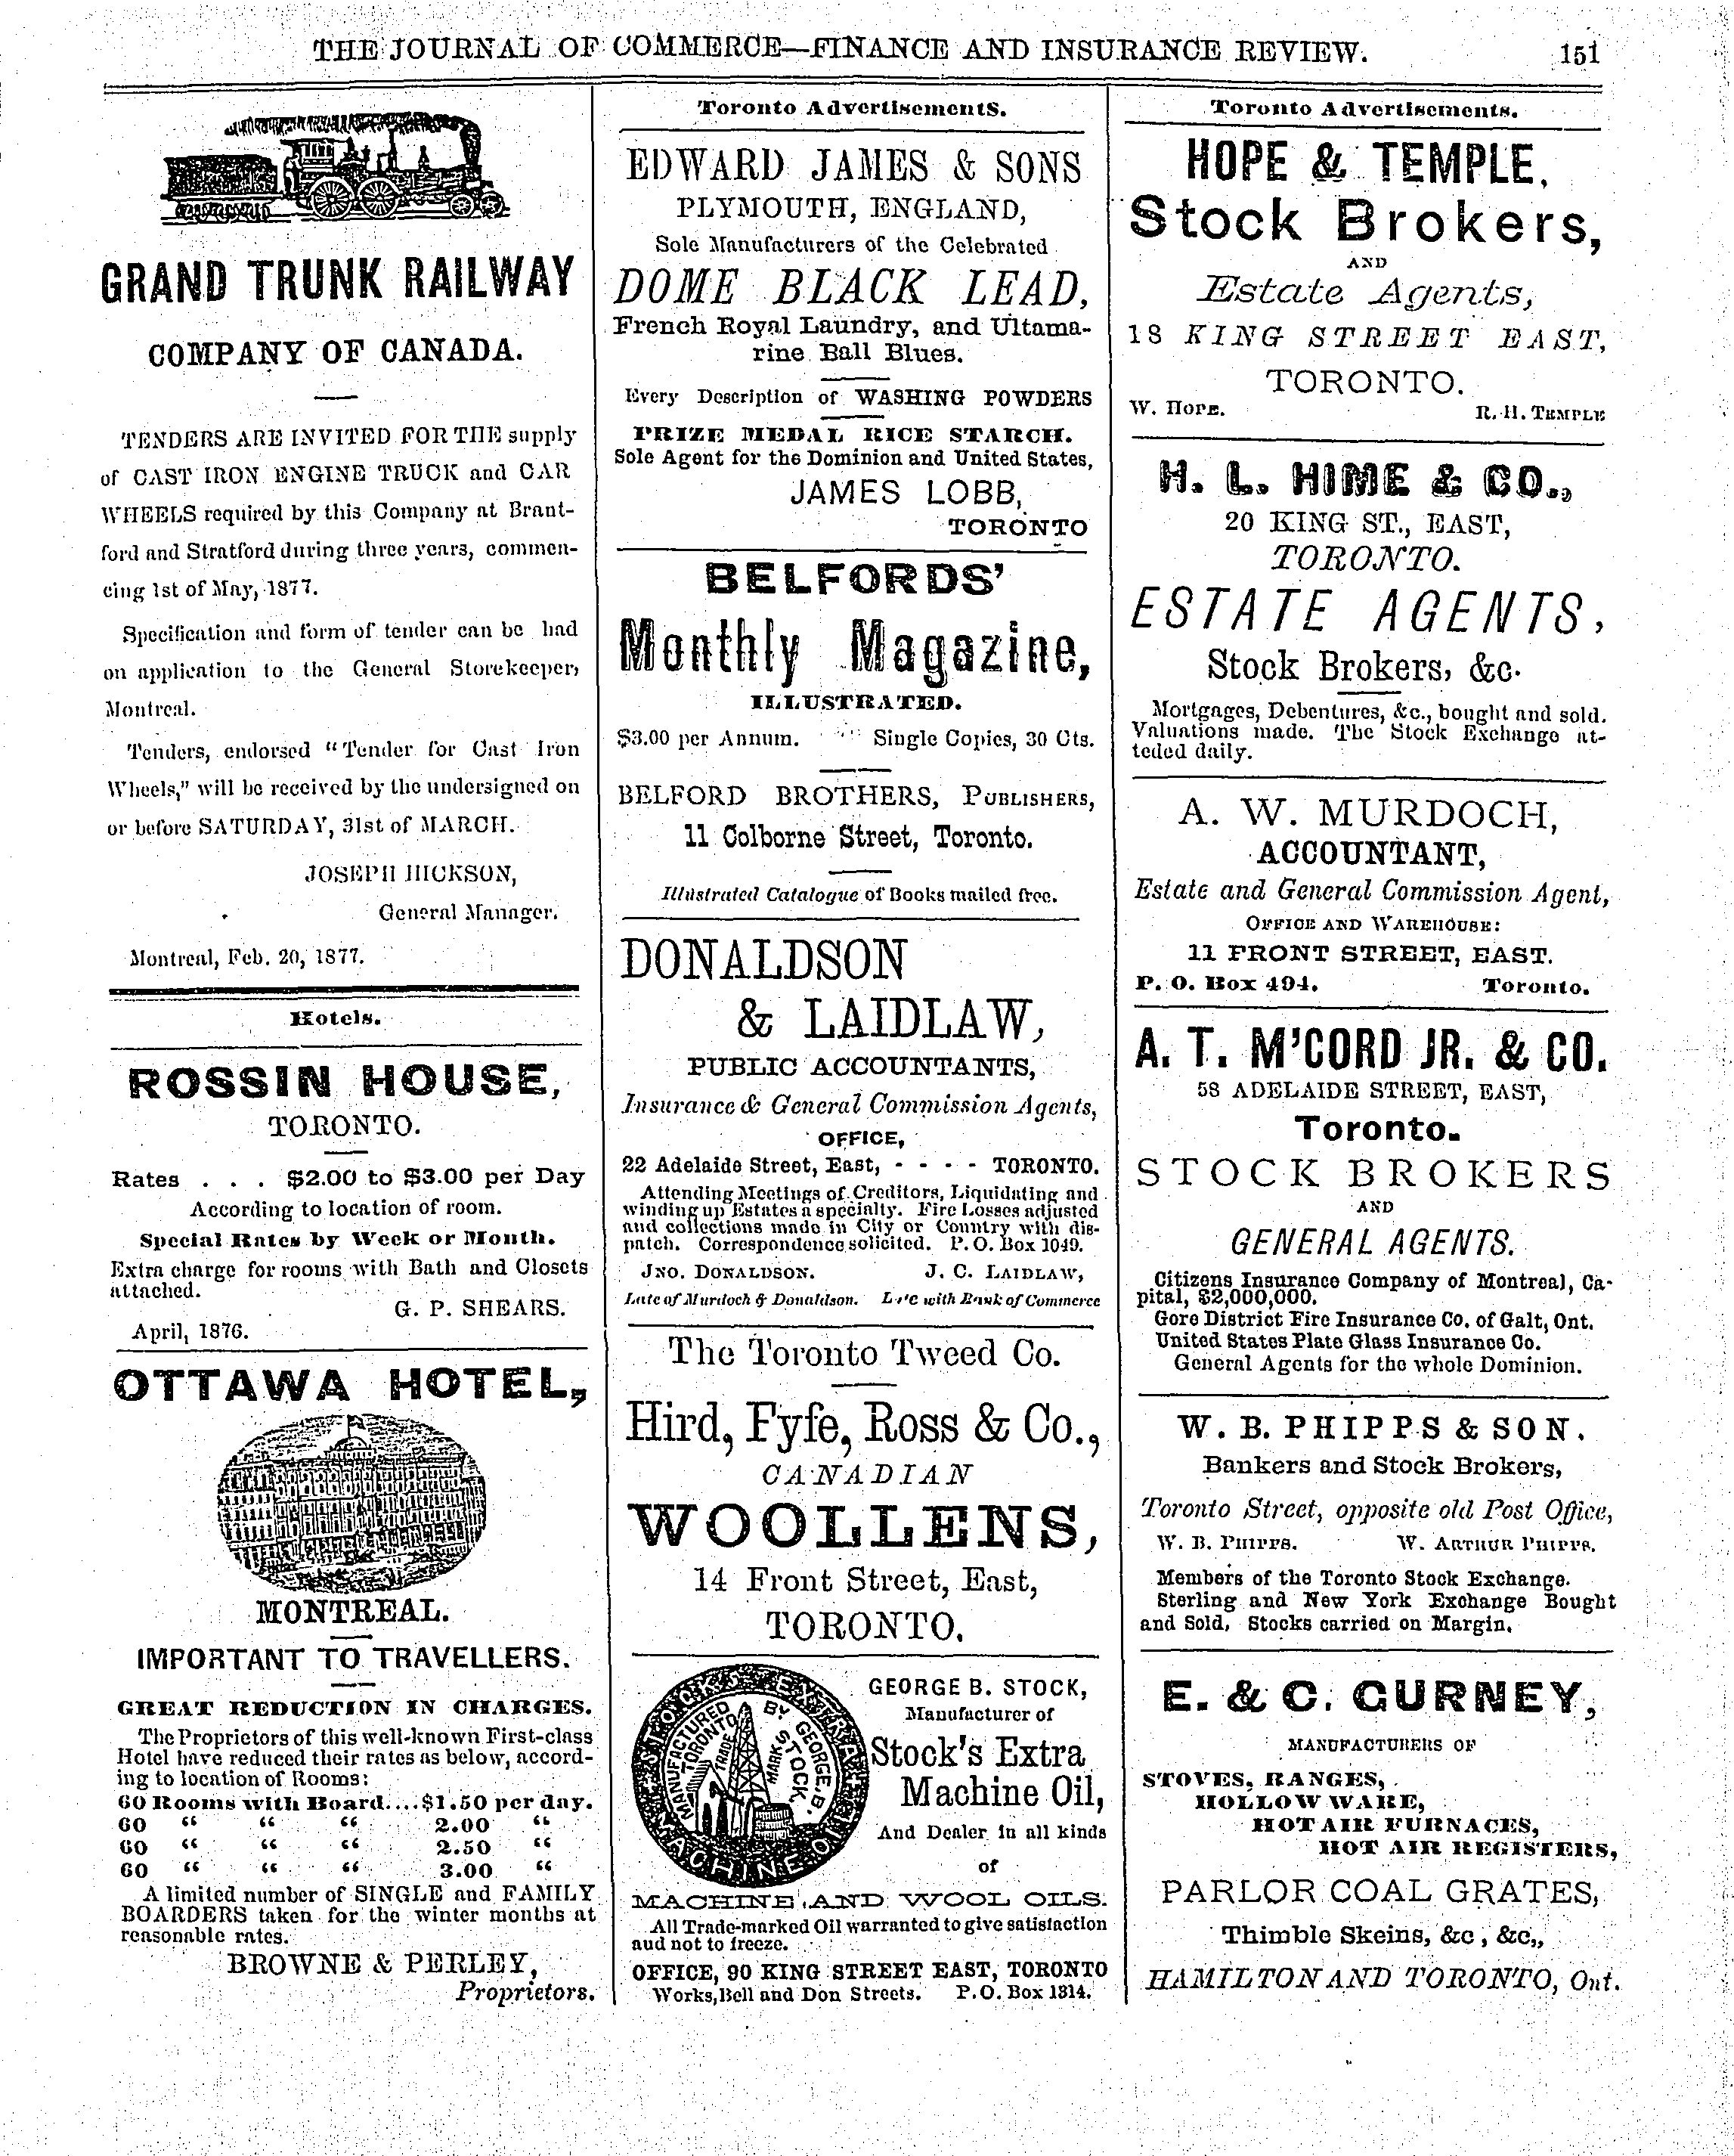 THE JOURNAL OF COMMERCE—FINANCE AND INSURANCE REVIEW.
151
GRAND TRUNK RAILWAY
COMPANY OF CANADA.
TENDERS ARE INVITED FOR THE supply
of CAST IRON ENGINE TRUCK and CAR
WHEELS required by this Company at Brant-
ford and Stratford during three years, commen-
cing 1st of May, 1877.
Specification and form of tender can be had
on application to the General Storekeeper,
Montreal.
Tenders, endorsed "Tender for Cast Iron
Wheels," will be received by the undersigned on
or before SATURDAY, 31st of MARCH.
JOSEPH HICKSON,
General Manager.
Montreal, Feb. 20, 1877.
Hotels.
ROSSIN HOUSE,
TORONTO.
Rates . . . $2.00 to $3.00 per Day
According to location of room.
Special Rates by Week or Month.
Extra charge for rooms with Bath and Closets
attached.
G. P. SHEARS.
April, 1876.
OTTAWA HOTEL,
MONTREAL.
IMPORTANT TO TRAVELLERS.
GREAT REDUCTION IN CHARGES.
The Proprietors of this well-known First-class
Hotel have reduced their rates as below, accord-
ing to location of Rooms:
60 Rooms with Board....$1.50 per day.
60 " " " 2.00 "
60 " " " 2.50 "
60 " " " 3.00 "
A limited number of SINGLE and FAMILY
BOARDERS taken for the winter months at
reasonable rates.
BROWNE & PERLEY,
Proprietors.
Toronto Advertisements.
EDWARD JAMES & SONS
PLYMOUTH, ENGLAND,
Sole Manufacturers of the Celebrated
DOME BLACK LEAD,
French Royal Laundry, and Ultama-
rine Ball Blues.
Every Description of WASHING POWDERS
PRIZE MEDAL RICE STARCH.
Sole Agent for the Dominion and United States,
JAMES LOBB,
TORONTO
BELFORDS'
Monthly Magazine,
ILLUSTRATED.
$3.00 per Annum. Single Copies, 30 Cts.
BELFORD BROTHERS, PUBLISHERS,
11 Colborne Street, Toronto.
Illustrated Catalogue of Books mailed free.
DONALDSON
& LAIDLAW,
PUBLIC ACCOUNTANTS,
Insurance & General Commission Agents,
OFFICE,
22 Adelaide Street, East, - - - - TORONTO.
Attending Meetings of Creditors, Liquidating and
winding up Estates a specialty. Fire Losses adjusted
and collections made in City or Country with dis-
patch. Correspondence solicited. P. O. Box 1049.
JNO. DONALDSON. J. C. LAIDLAW,
Late of Murdoch & Donaldson. Late with Bank of Commerce
The Toronto Tweed Co.
Hird, Fyfe, Ross & Co.,
CANADIAN
WOOLLENS,
14 Front Street, East,
TORONTO.
STOCK'S EXTRA MACHINE OIL
MANUFACTURED BY GEORGE. B. STOCK.
TORONTO
TRADE MARK
GEORGE B. STOCK,
Manufacturer of
Stock's Extra
Machine Oil,
And Dealer in all kinds
of
MACHINE AND WOOL OILS.
All Trade-marked Oil warranted to give satisfaction
and not to freeze.
OFFICE, 90 KING STREET EAST, TORONTO
Works, Bell and Don Streets. P.O. Box 1314.
Toronto Advertisements.
HOPE & TEMPLE,
Stock Brokers,
AND
Estate Agents,
18 KING STREET EAST,
TORONTO.
W. HOPE. R. H. TEMPLE
H. L. HIME & CO.,
20 KING ST., EAST,
TORONTO.
ESTATE AGENTS,
Stock Brokers, &c.
Mortgages, Debentures, &c., bought and sold.
Valuations made. The Stock Exchange at-
teded daily.
A. W. MURDOCH,
ACCOUNTANT,
Estate and General Commission Agent,
OFFICE AND WAREHOUSE:
11 FRONT STREET, EAST.
P. O. Box 494. Toronto.
A. T. M'CORD JR. & CO.
58 ADELAIDE STREET, EAST,
Toronto.
STOCK BROKERS
AND
GENERAL AGENTS.
Citizens Insurance Company of Montreal, Ca-
pital, $2,000,000.
Gore District Fire Insurance Co. of Galt, Ont.
United States Plate Glass Insurance Co.
General Agents for the whole Dominion.
W. B. PHIPPS & SON.
Bankers and Stock Brokers,
Toronto Street, opposite old Post Office,
W. B. PHIPPS. W. ARTHUR PHIPPS.
Members of the Toronto Stock Exchange.
Sterling and New York Exchange Bought
and Sold. Stocks carried on Margin.
E. & C. GURNEY,
MANUFACTURERS OF
STOVES, RANGES,
HOLLOW WARE,
HOT AIR FURNACES,
HOT AIR REGISTERS,
PARLOR COAL GRATES,
Thimble Skeins, &c, &c,,
HAMILTON AND TORONTO, Ont.